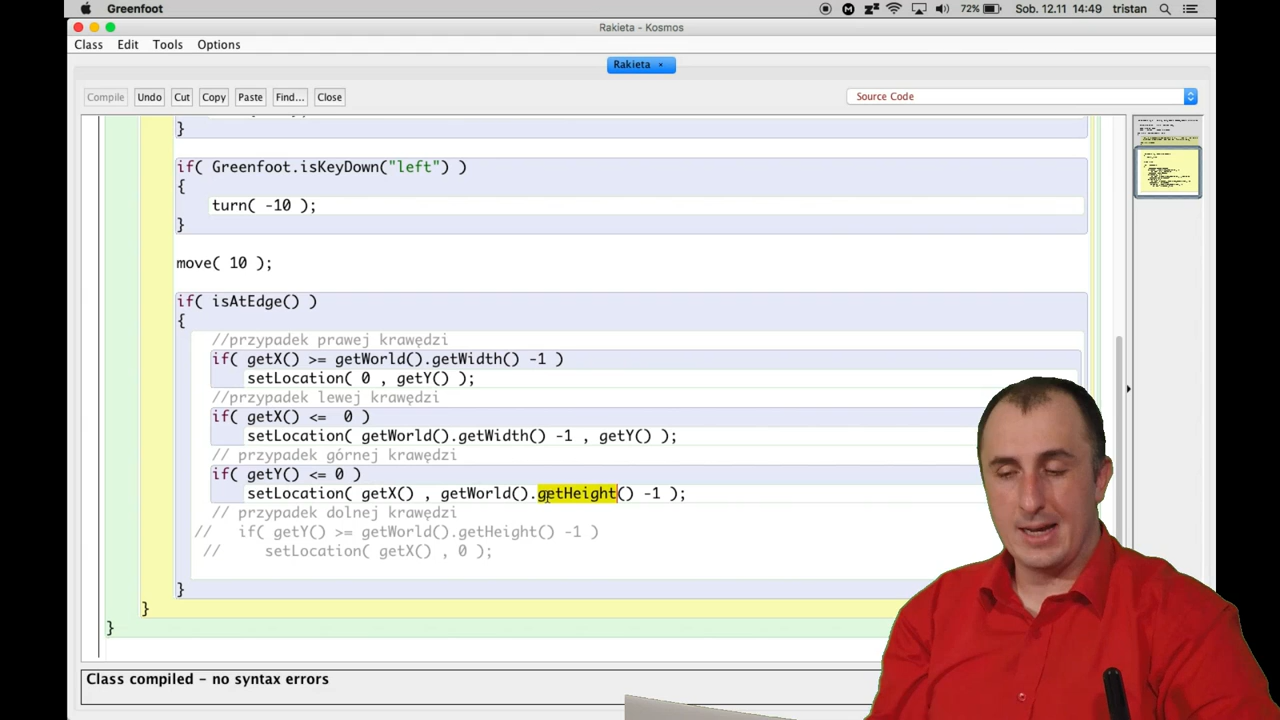 Greenfoot 72% Sob. 12.11 14:49 tristan
Rakieta - Kosmos
Class Edit Tools Options
Rakieta ×
Compile Undo Cut Copy Paste Find... Close Source Code
}
if( Greenfoot.isKeyDown("left") )
{
turn( -10 );
}
move( 10 );
if( isAtEdge() )
{
//przypadek prawej krawędzi
if( getX() >= getWorld().getWidth() -1 )
setLocation( 0 , getY() );
//przypadek lewej krawędzi
if( getX() <=  0 )
setLocation( getWorld().getWidth() -1 , getY() );
// przypadek górnej krawędzi
if( getY() <= 0 )
setLocation( getX() , getWorld().getHeight() -1 );
// przypadek dolnej krawędzi
//   if( getY() >= getWorld().getHeight() -1 )
//     setLocation( getX() , 0 );
}
}
}
Class compiled - no syntax errors